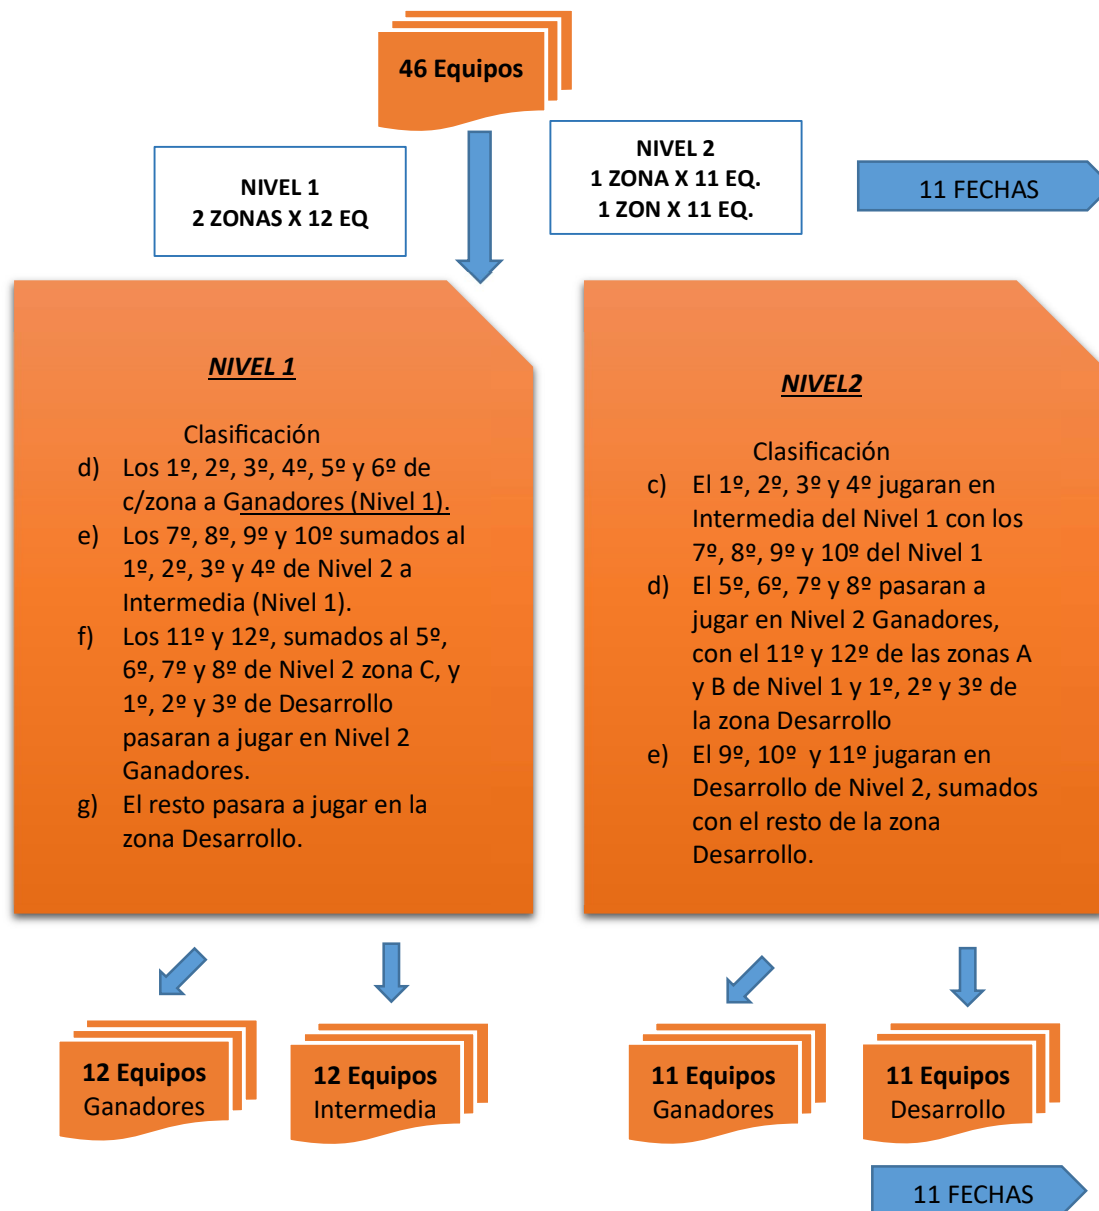 46 Equipos
NIVEL 1
2 ZONAS X 12 EQ
NIVEL 2
1 ZONA X 11 EQ.
1 ZON X 11 EQ.
11 FECHAS
NIVEL 1
Clasificación
d) Los 1º, 2º, 3º, 4º, 5º y 6º de
c/zona a Ganadores (Nivel 1).
e) Los 7º, 8º, 9º y 10º sumados al
1º, 2º, 3º y 4º de Nivel 2 a
Intermedia (Nivel 1).
f) Los 11º y 12º, sumados al 5º,
6º, 7º y 8º de Nivel 2 zona C, y
1º, 2º y 3º de Desarrollo
pasaran a jugar en Nivel 2
Ganadores.
g) El resto pasara a jugar en la
zona Desarrollo.
NIVEL2
Clasificación
c) El 1º, 2º, 3º y 4º jugaran en
Intermedia del Nivel 1 con los
7º, 8º, 9º y 10º del Nivel 1
d) El 5º, 6º, 7º y 8º pasaran a
jugar en Nivel 2 Ganadores,
con el 11º y 12º de las zonas A
y B de Nivel 1 y 1º, 2º y 3º de
la zona Desarrollo
e) El 9º, 10º y 11º jugaran en
Desarrollo de Nivel 2, sumados
con el resto de la zona
Desarrollo.
12 Equipos
Ganadores
12 Equipos
Intermedia
11 Equipos
Ganadores
11 Equipos
Desarrollo
11 FECHAS